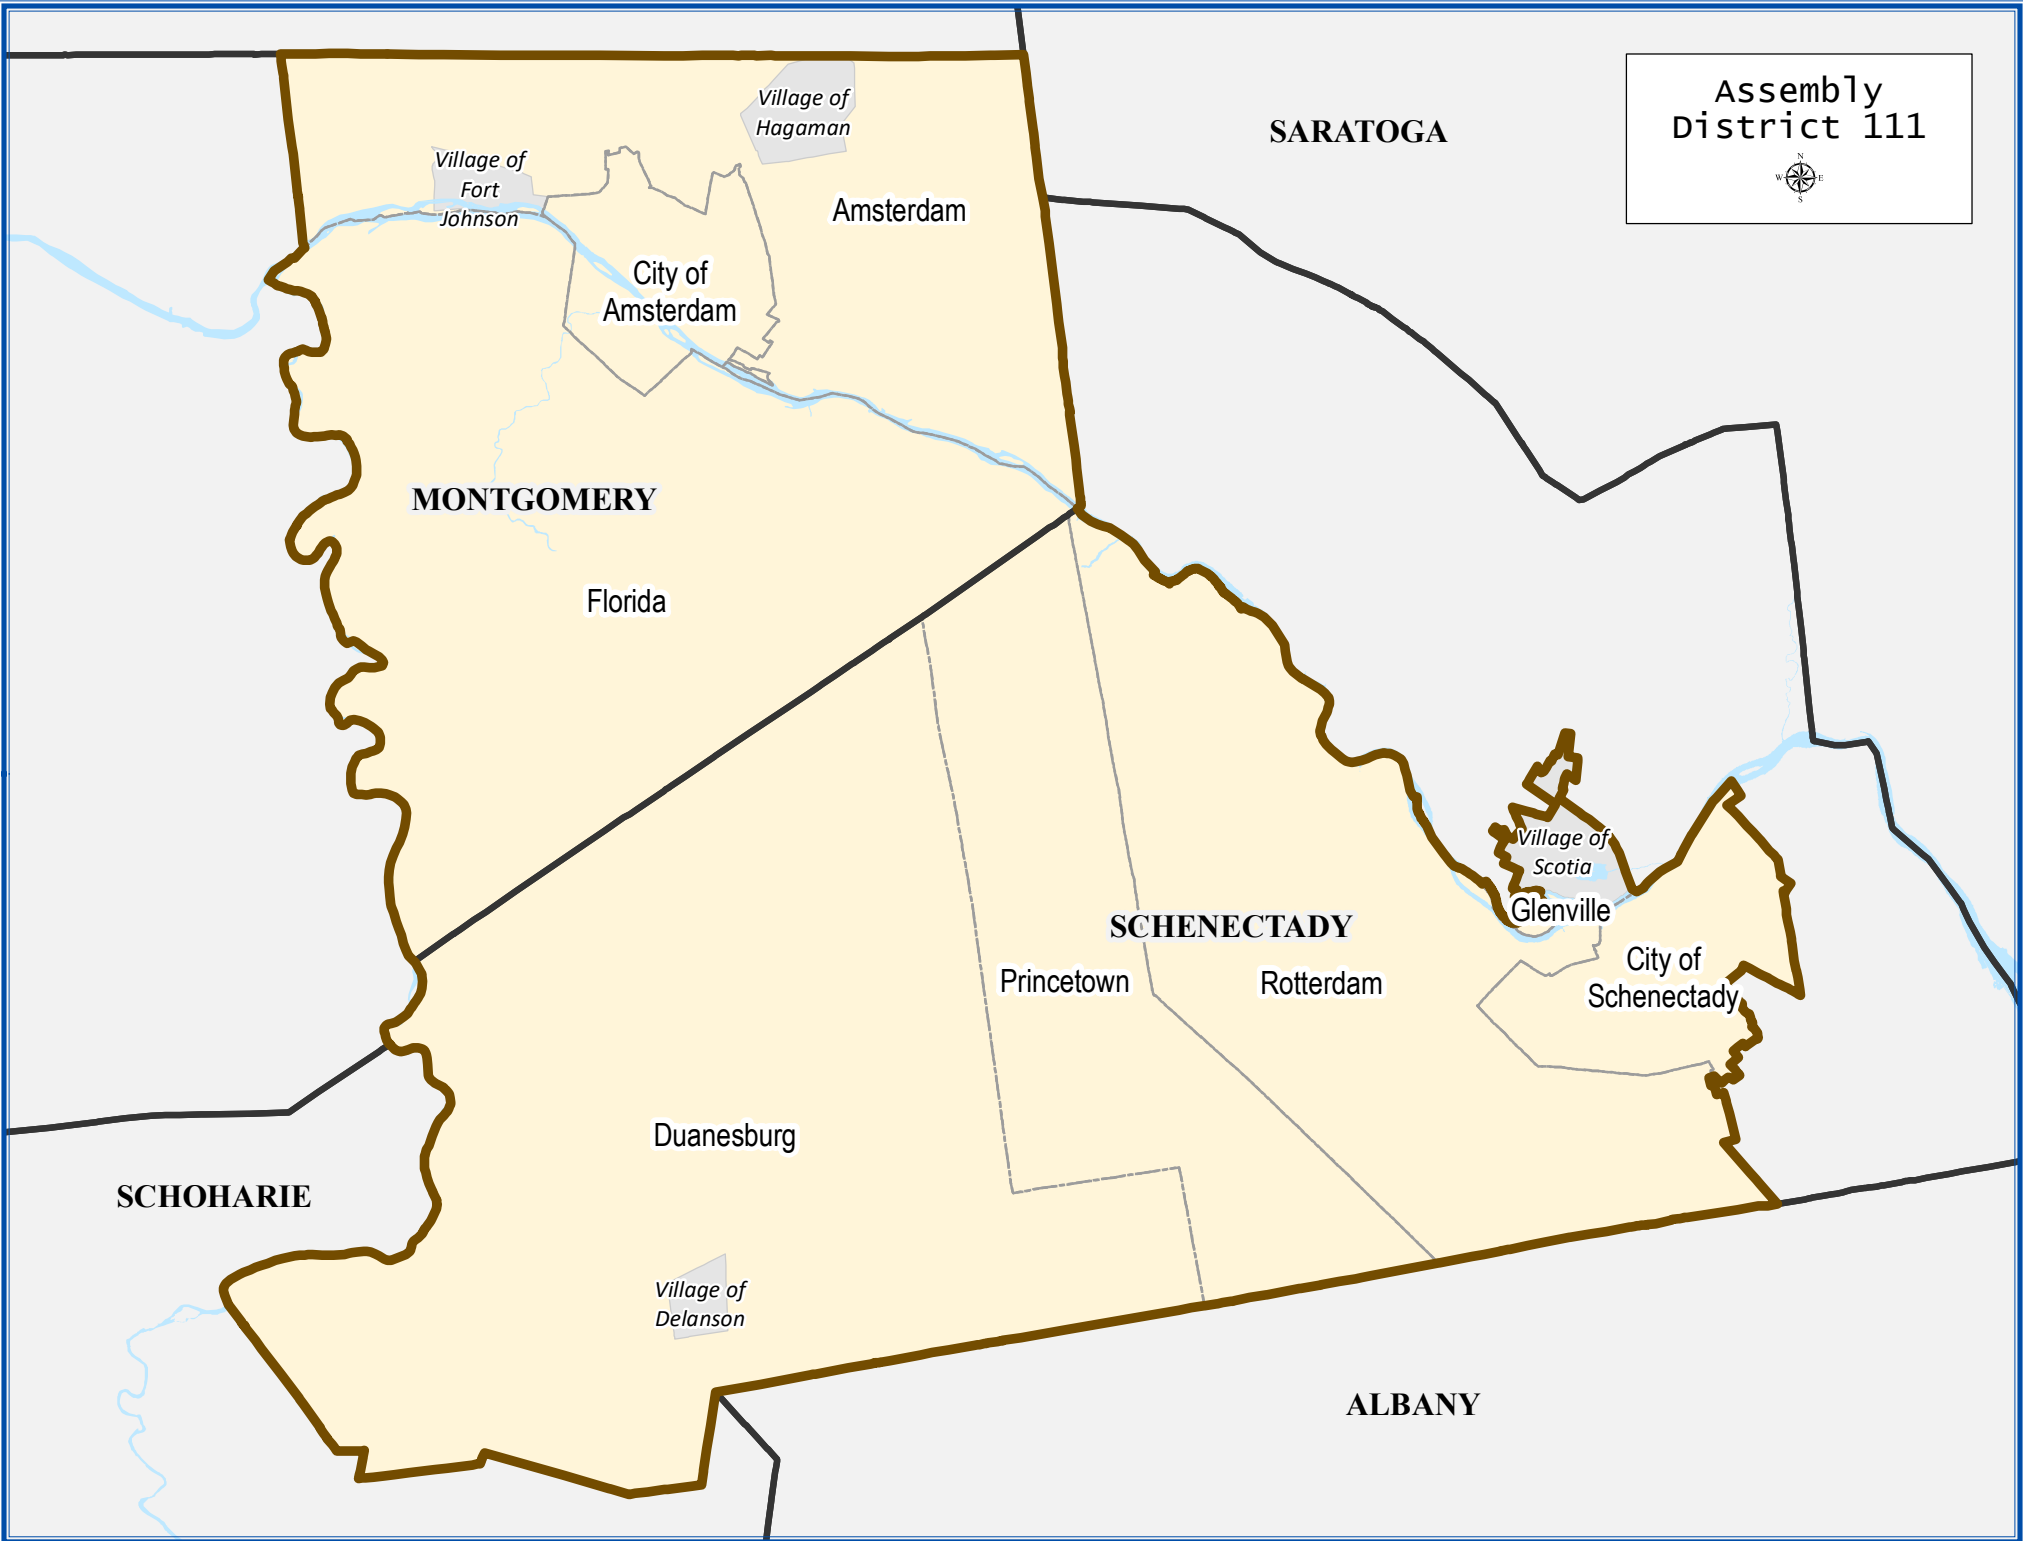 Assembly
District 111
N
W
E
S
SARATOGA
Village of
Hagaman
Village of
Fort
Johnson
Amsterdam
City of
Amsterdam
MONTGOMERY
Florida
Village of
Scotia
Glenville
SCHENECTADY
City of
Schenectady
Princetown
Rotterdam
Duanesburg
SCHOHARIE
Village of
Delanson
ALBANY